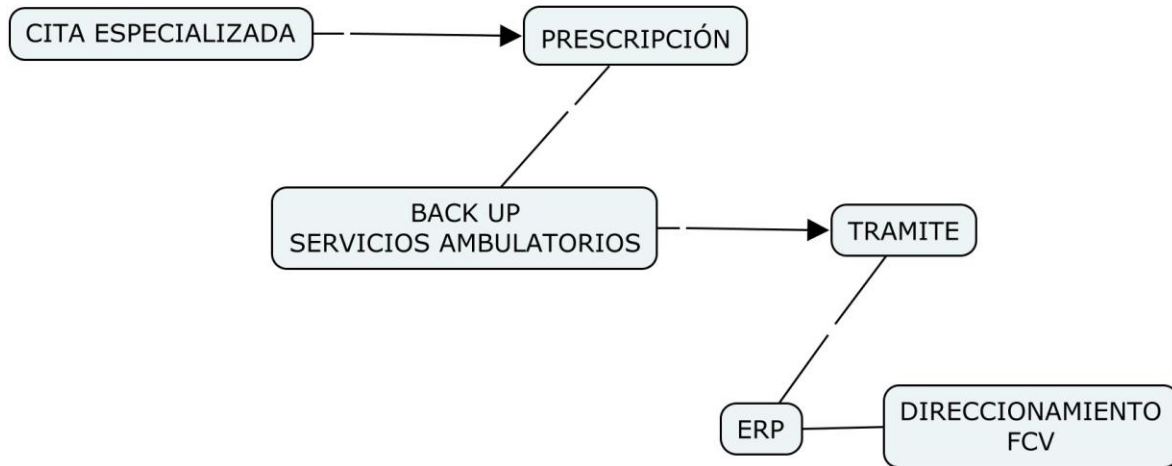 CITA ESPECIALIZADA
PRESCRIPCIÓN
BACK UP
SERVICIOS AMBULATORIOS
TRAMITE
ERP
DIRECCIONAMIENTO
FCV